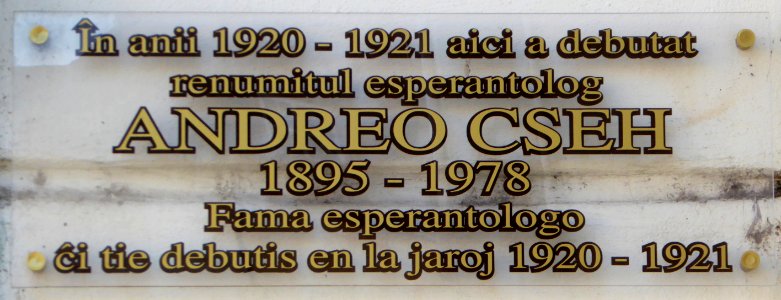 În anii 1920 - 1921 aici a debutat
renumitul esperantolog
ANDREO CSEH
1895 - 1978
Fama esperantologo
ĉi tie debutis en la jaroj 1920 - 1921